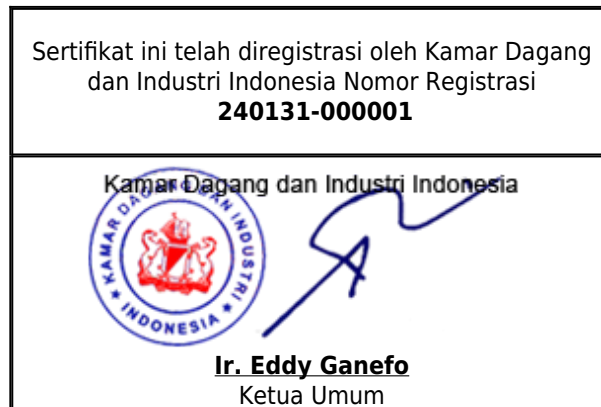 Sertifikat ini telah diregistrasi oleh Kamar Dagang
dan Industri Indonesia Nomor Registrasi
240131-000001
Kamar Dagang dan Industri Indonesia
KAMAR DAGANG DAN INDUSTRI
★ INDONESIA ★
Ir. Eddy Ganefo
Ketua Umum